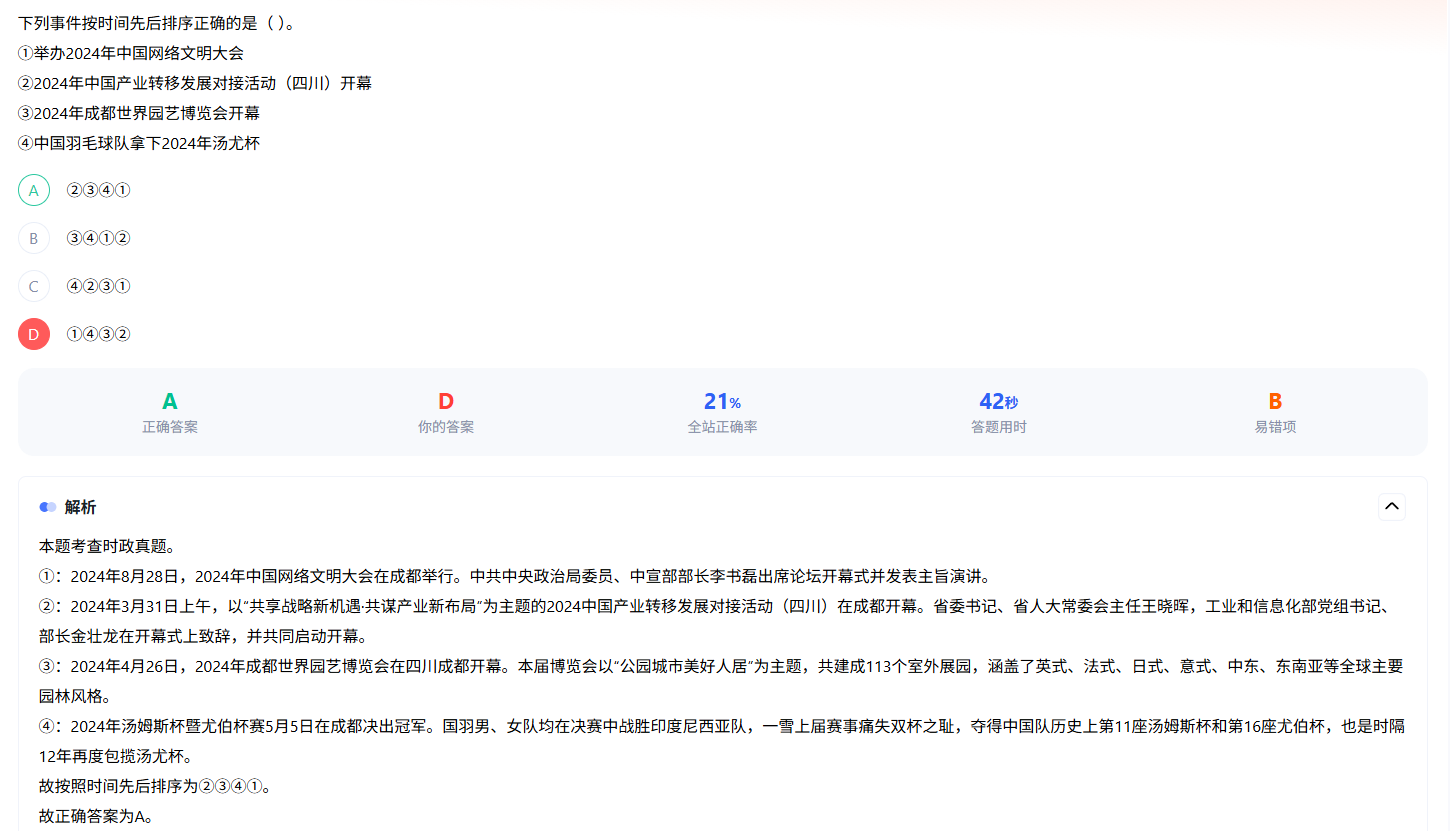 下列事件按时间先后排序正确的是（ ）。
①举办2024年中国网络文明大会
②2024年中国产业转移发展对接活动（四川）开幕
③2024年成都世界园艺博览会开幕
④中国羽毛球队拿下2024年汤尤杯
A ②③④①
B ③④①②
C ④②③①
D ①④③②
A D 21% 42秒 B
正确答案 你的答案 全站正确率 答题用时 易错项
解析
本题考查时政真题。
①：2024年8月28日，2024年中国网络文明大会在成都举行。中共中央政治局委员、中宣部部长李书磊出席论坛开幕式并发表主旨演讲。
②：2024年3月31日上午，以“共享战略新机遇·共谋产业新布局”为主题的2024中国产业转移发展对接活动（四川）在成都开幕。省委书记、省人大常委会主任王晓晖，工业和信息化部党组书记、
部长金壮龙在开幕式上致辞，并共同启动开幕。
③：2024年4月26日，2024年成都世界园艺博览会在四川成都开幕。本届博览会以“公园城市美好人居”为主题，共建成113个室外展园，涵盖了英式、法式、日式、意式、中东、东南亚等全球主要
园林风格。
④：2024年汤姆斯杯暨尤伯杯赛5月5日在成都决出冠军。国羽男、女队均在决赛中战胜印度尼西亚队，一雪上届赛事痛失双杯之耻，夺得中国队历史上第11座汤姆斯杯和第16座尤伯杯，也是时隔
12年再度包揽汤尤杯。
故按照时间先后排序为②③④①。
故正确答案为A。